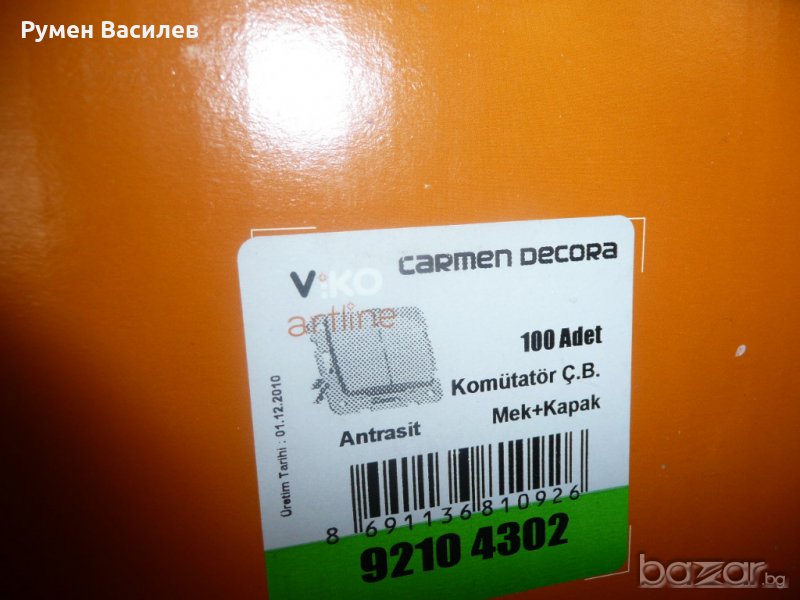 Румен Василев
ViKO
CARMEN DECORA
artline
100 Adet
Komütatör Ç.B.
Mek+Kapak
Antrasit
Üretim Tarihi : 01.12.2010
8 691136 810926
9210 4302
bazar.bg